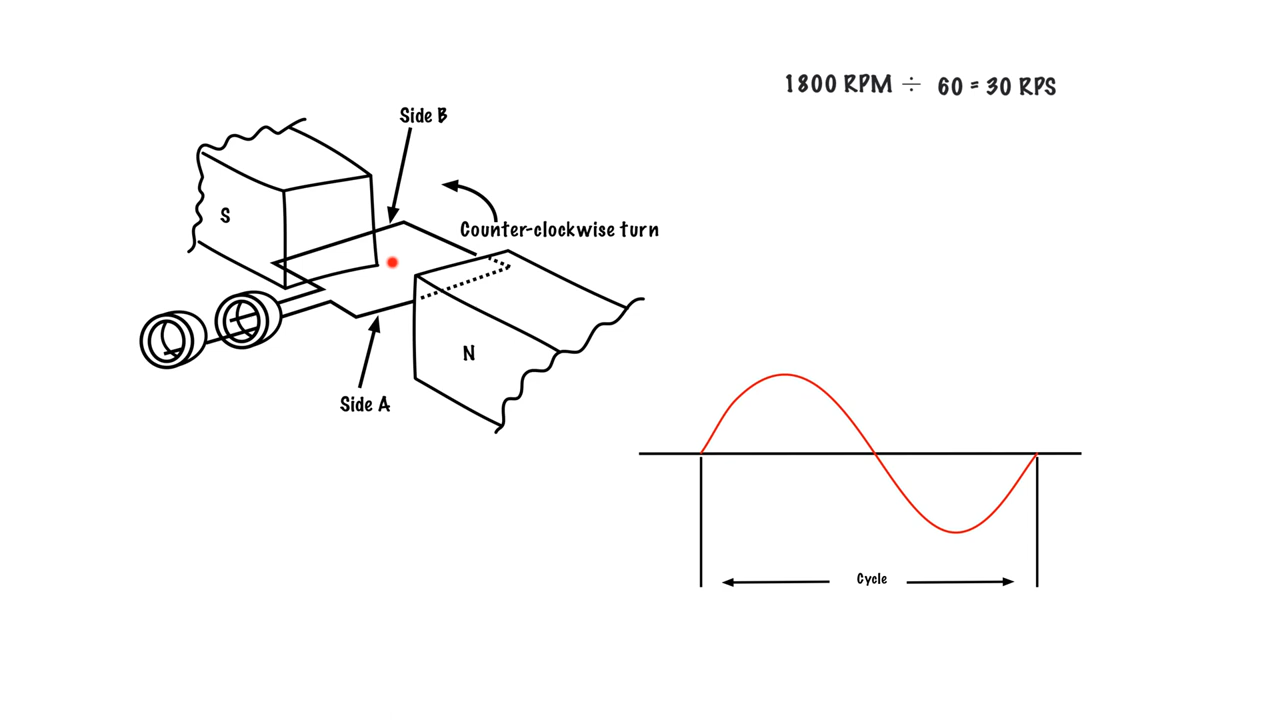 1800 RPM ÷ 60 = 30 RPS
Side B
S
Counter-clockwise turn
N
Side A
Cycle